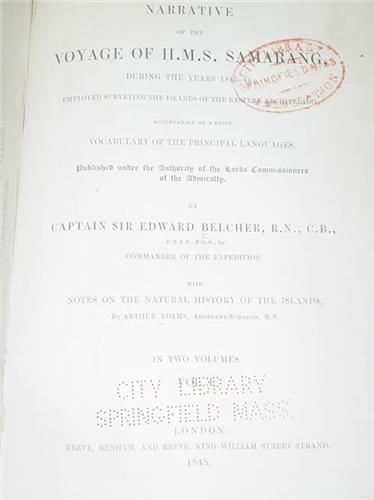 NARRATIVE
OF THE
VOYAGE OF H.M.S. SAMARANG,
DURING THE YEARS
EMPLOYED SURVEYING THE ISLANDS OF THE EASTERN ARCHIPELAGO,
ACCOMPANIED BY A BRIEF
VOCABULARY OF THE PRINCIPAL LANGUAGES.
Published under the Authority of the Lords Commissioners
of the Admiralty.
BY
CAPTAIN SIR EDWARD BELCHER, R.N., C.B.,
F.R.A.S., F.G.S., &c.
COMMANDER OF THE EXPEDITION.
WITH
NOTES ON THE NATURAL HISTORY OF THE ISLANDS,
By ARTHUR ADAMS, Assistant-Surgeon, R.N.
IN TWO VOLUMES.
CITY LIBRARY
SPRINGFIELD MASS.
LONDON:
REEVE, BENHAM, AND REEVE, KING WILLIAM STREET STRAND.
1848.
CITY LIBRARY
SPRINGFIELD, MASS